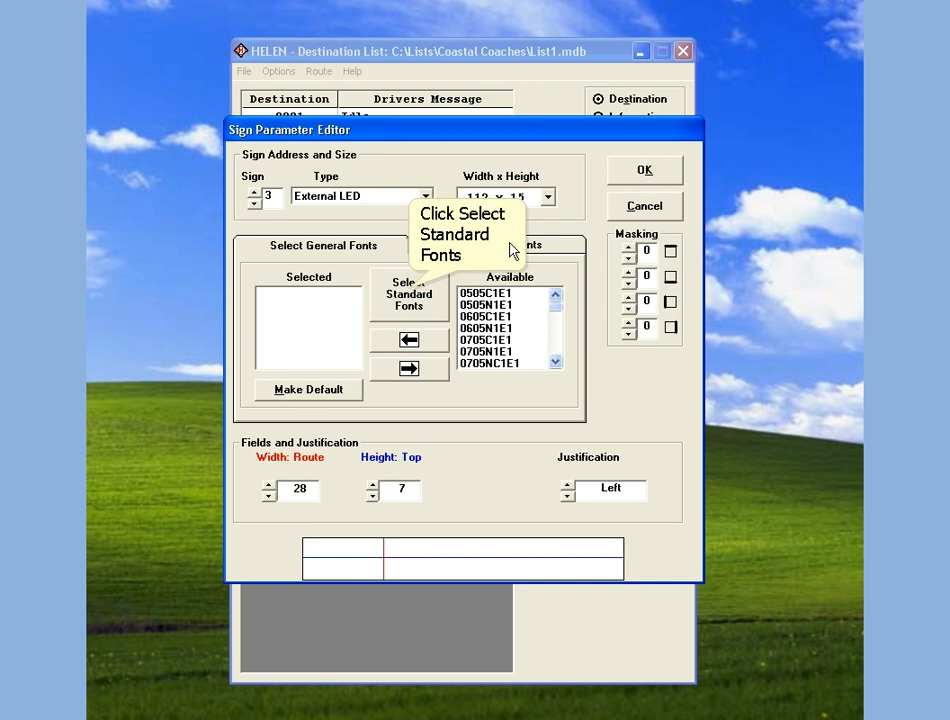 HELEN - Destination List: C:\Lists\Coastal Coaches\List1.mdb
File Options Route Help
Destination Drivers Message
Destination
Sign Parameter Editor
Sign Address and Size
Sign Type Width x Height
3 External LED 112 x 15
OK
Cancel
Click Select
Standard
Fonts
Masking
0
0
0
0
Select General Fonts
Selected
Select
Standard
Fonts
Available
0505C1E1
0505N1E1
0605C1E1
0605N1E1
0705C1E1
0705N1E1
0705NC1E1
Make Default
Fields and Justification
Width: Route Height: Top Justification
28 7 Left